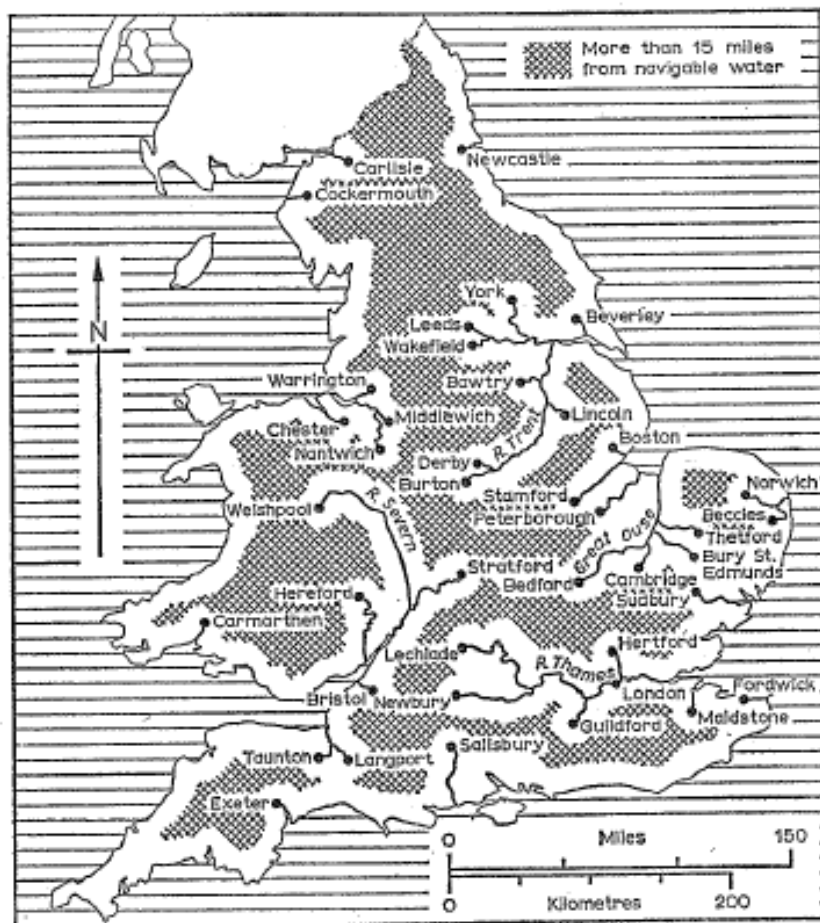 More than 15 miles
from navigable water
Carlisle
Newcastle
Cockermouth
N
York
Leeds
Beverley
Wakefield
Warrington
Bawtry
Middlewich
Lincoln
Chester
R. Trent
Boston
Nantwich
Derby
Burton
Norwich
Stamford
R. Severn
Welshpool
Peterborough
Beccles
Great Ouse
Thetford
Bury St.
Edmunds
Stratford
Bedford
Cambridge
Hereford
Sudbury
Carmarthen
Hertford
Lechlade
R. Thames
Bristol
Newbury
London
Fordwick
Maidstone
Guildford
Salisbury
Taunton
Langport
Exeter
0 Miles 150
0 Kilometres 200